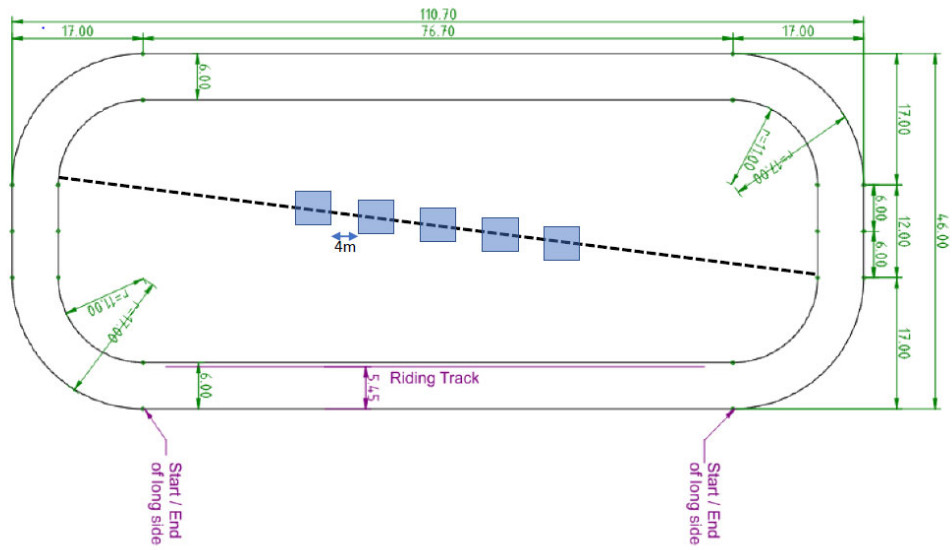 110.70
17.00
76.70
17.00
6.00
17.00
r=11.00
r=17.00
6.00
12.00
46.00
6.00
4m
r=11.00
r=17.00
17.00
6.00
5.45
Riding Track
Start / End
of long side
Start / End
of long side